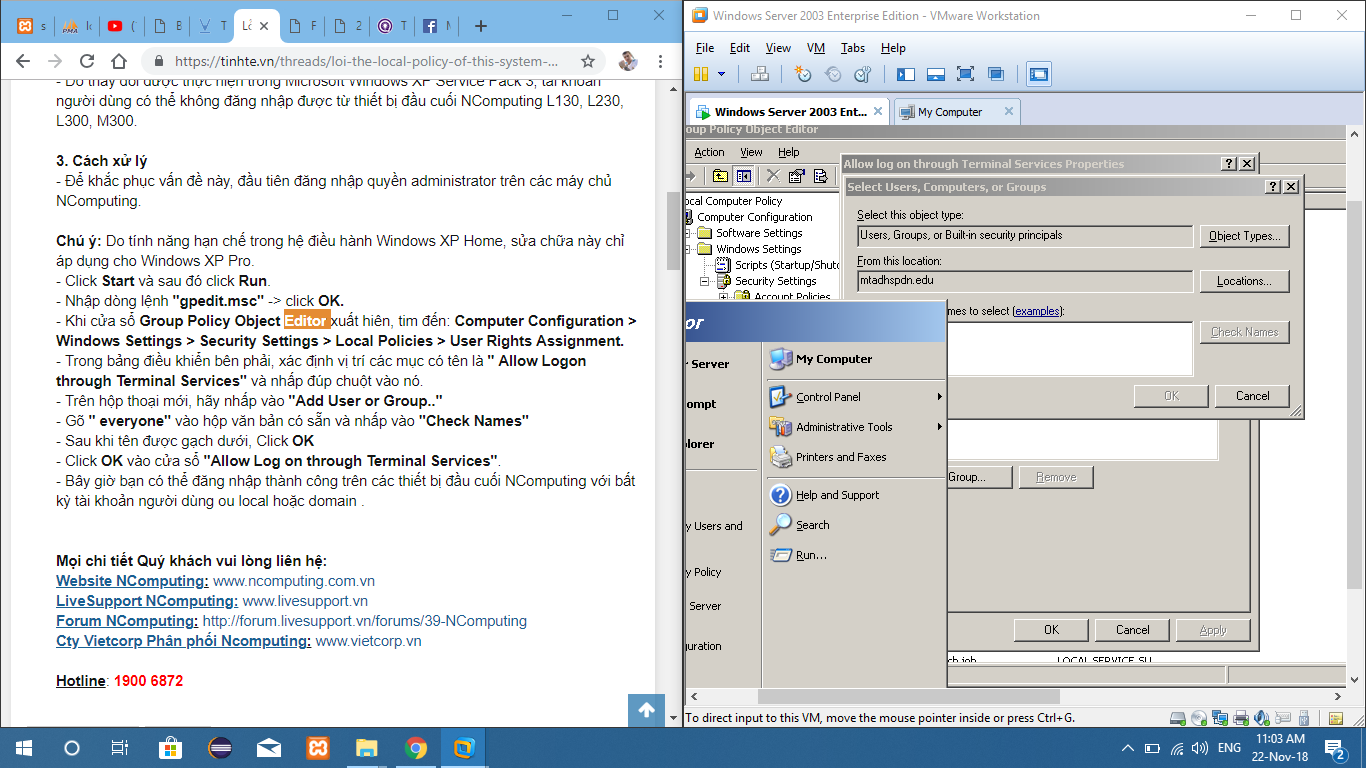 s
PMA
k
(
B
T
Lỗ
F
2
T
M
https://tinhte.vn/threads/loi-the-local-policy-of-this-system-...
- Do thay đổi được thực hiện trong Microsoft Windows XP Service Pack 3, tài khoản
người dùng có thể không đăng nhập được từ thiết bị đầu cuối NComputing L130, L230,
L300, M300.
3. Cách xử lý
- Để khắc phục vấn đề này, đầu tiên đăng nhập quyền administrator trên các máy chủ
NComputing.
Chú ý: Do tính năng hạn chế trong hệ điều hành Windows XP Home, sửa chữa này chỉ
áp dụng cho Windows XP Pro.
- Click Start và sau đó click Run.
- Nhập dòng lệnh "gpedit.msc" -> click OK.
- Khi cửa sổ Group Policy Object Editor xuất hiên, tim đến: Computer Configuration >
Windows Settings > Security Settings > Local Policies > User Rights Assignment.
- Trong bảng điều khiển bên phải, xác định vị trí các mục có tên là " Allow Logon
through Terminal Services" và nhấp đúp chuột vào nó.
- Trên hộp thoại mới, hãy nhấp vào "Add User or Group.."
- Gõ " everyone" vào hộp văn bản có sẵn và nhấp vào "Check Names"
- Sau khi tên được gạch dưới, Click OK
- Click OK vào cửa sổ "Allow Log on through Terminal Services".
- Bây giờ bạn có thể đăng nhập thành công trên các thiết bị đầu cuối NComputing với bất
kỳ tài khoản người dùng ou local hoặc domain .
Mọi chi tiết Quý khách vui lòng liên hệ:
Website NComputing: www.ncomputing.com.vn
LiveSupport NComputing: www.livesupport.vn
Forum NComputing: http://forum.livesupport.vn/forums/39-NComputing
Cty Vietcorp Phân phối Ncomputing: www.vietcorp.vn
Hotline: 1900 6872
Windows Server 2003 Enterprise Edition - VMware Workstation
File Edit View VM Tabs Help
Windows Server 2003 Ent...
My Computer
oup Policy Object Editor
Action View Help
ocal Computer Policy
Computer Configuration
Software Settings
Windows Settings
Scripts (Startup/Shutd
Security Settings
Account Policies
Allow log on through Terminal Services Properties
Select Users, Computers, or Groups
Select this object type:
Users, Groups, or Built-in security principals
Object Types...
From this location:
mtadhspdn.edu
Locations...
mes to select (examples):
Check Names
OK
Cancel
Group...
Remove
OK
Cancel
Apply
ch job
LOCAL SERVICE,SU
or
r Server
ompt
plorer
y Users and
y Policy
Server
guration
My Computer
Control Panel
Administrative Tools
Printers and Faxes
Help and Support
Search
Run...
To direct input to this VM, move the mouse pointer inside or press Ctrl+G.
ENG
11:03 AM
22-Nov-18
2